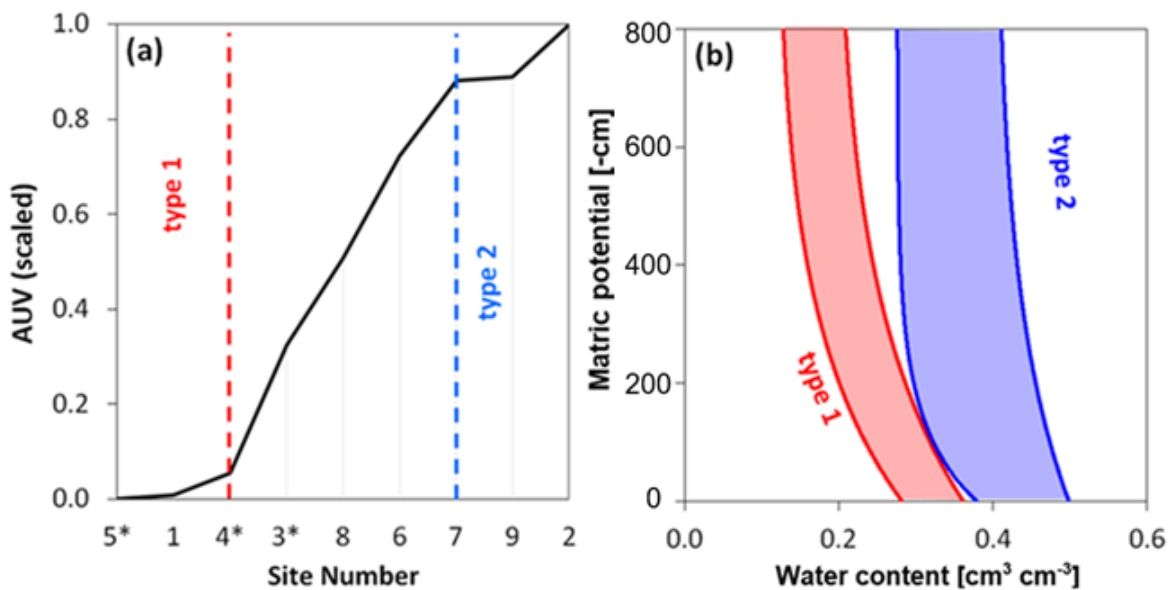 (a)
AUV (scaled)
1.0
0.8
0.6
0.4
0.2
0.0
type 1
type 2
5* 1 4* 3* 8 6 7 9 2
Site Number
(b)
Matric potential [-cm]
800
600
400
200
0
type 1
type 2
0.0 0.2 0.4 0.6
Water content [cm³ cm⁻³]